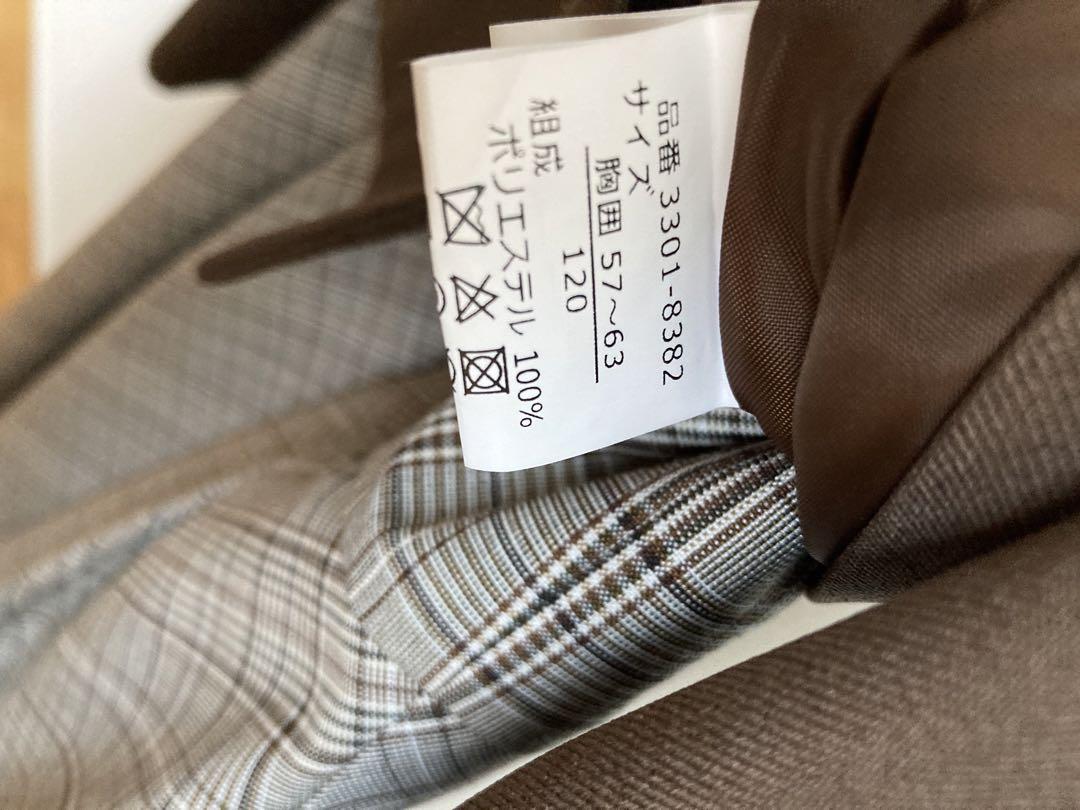 品番 3301-8382
サイズ
胸囲 57〜63
120
組成
ポリエステル 100%